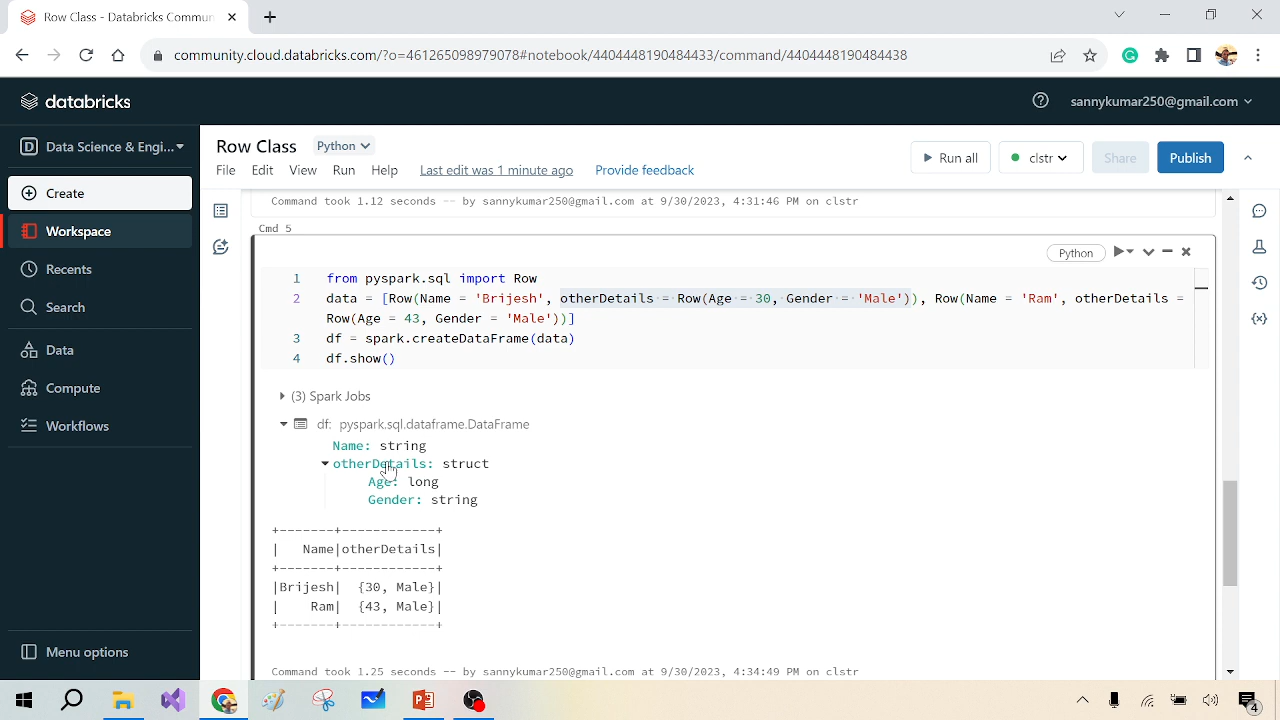 Row Class - Databricks Commun
community.cloud.databricks.com/?o=461265098979078#notebook/4404448190484433/command/4404448190484438
databricks
sannykumar250@gmail.com
D Data Science & Engi...
Row Class Python
File Edit View Run Help Last edit was 1 minute ago Provide feedback
Run all clstr Share Publish
Create
Workspace
Recents
Search
Data
Compute
Workflows
Menu options
Command took 1.12 seconds -- by sannykumar250@gmail.com at 9/30/2023, 4:31:46 PM on clstr
Cmd 5
Python
1 from pyspark.sql import Row
2 data = [Row(Name = 'Brijesh', otherDetails = Row(Age = 30, Gender = 'Male')), Row(Name = 'Ram', otherDetails =
Row(Age = 43, Gender = 'Male'))]
3 df = spark.createDataFrame(data)
4 df.show()
(3) Spark Jobs
df: pyspark.sql.dataframe.DataFrame
Name: string
otherDetails: struct
Age: long
Gender: string
+-------+------------+
|   Name|otherDetails|
+-------+------------+
|Brijesh|  {30, Male}|
|    Ram|  {43, Male}|
+-------+------------+
Command took 1.25 seconds -- by sannykumar250@gmail.com at 9/30/2023, 4:34:49 PM on clstr
4